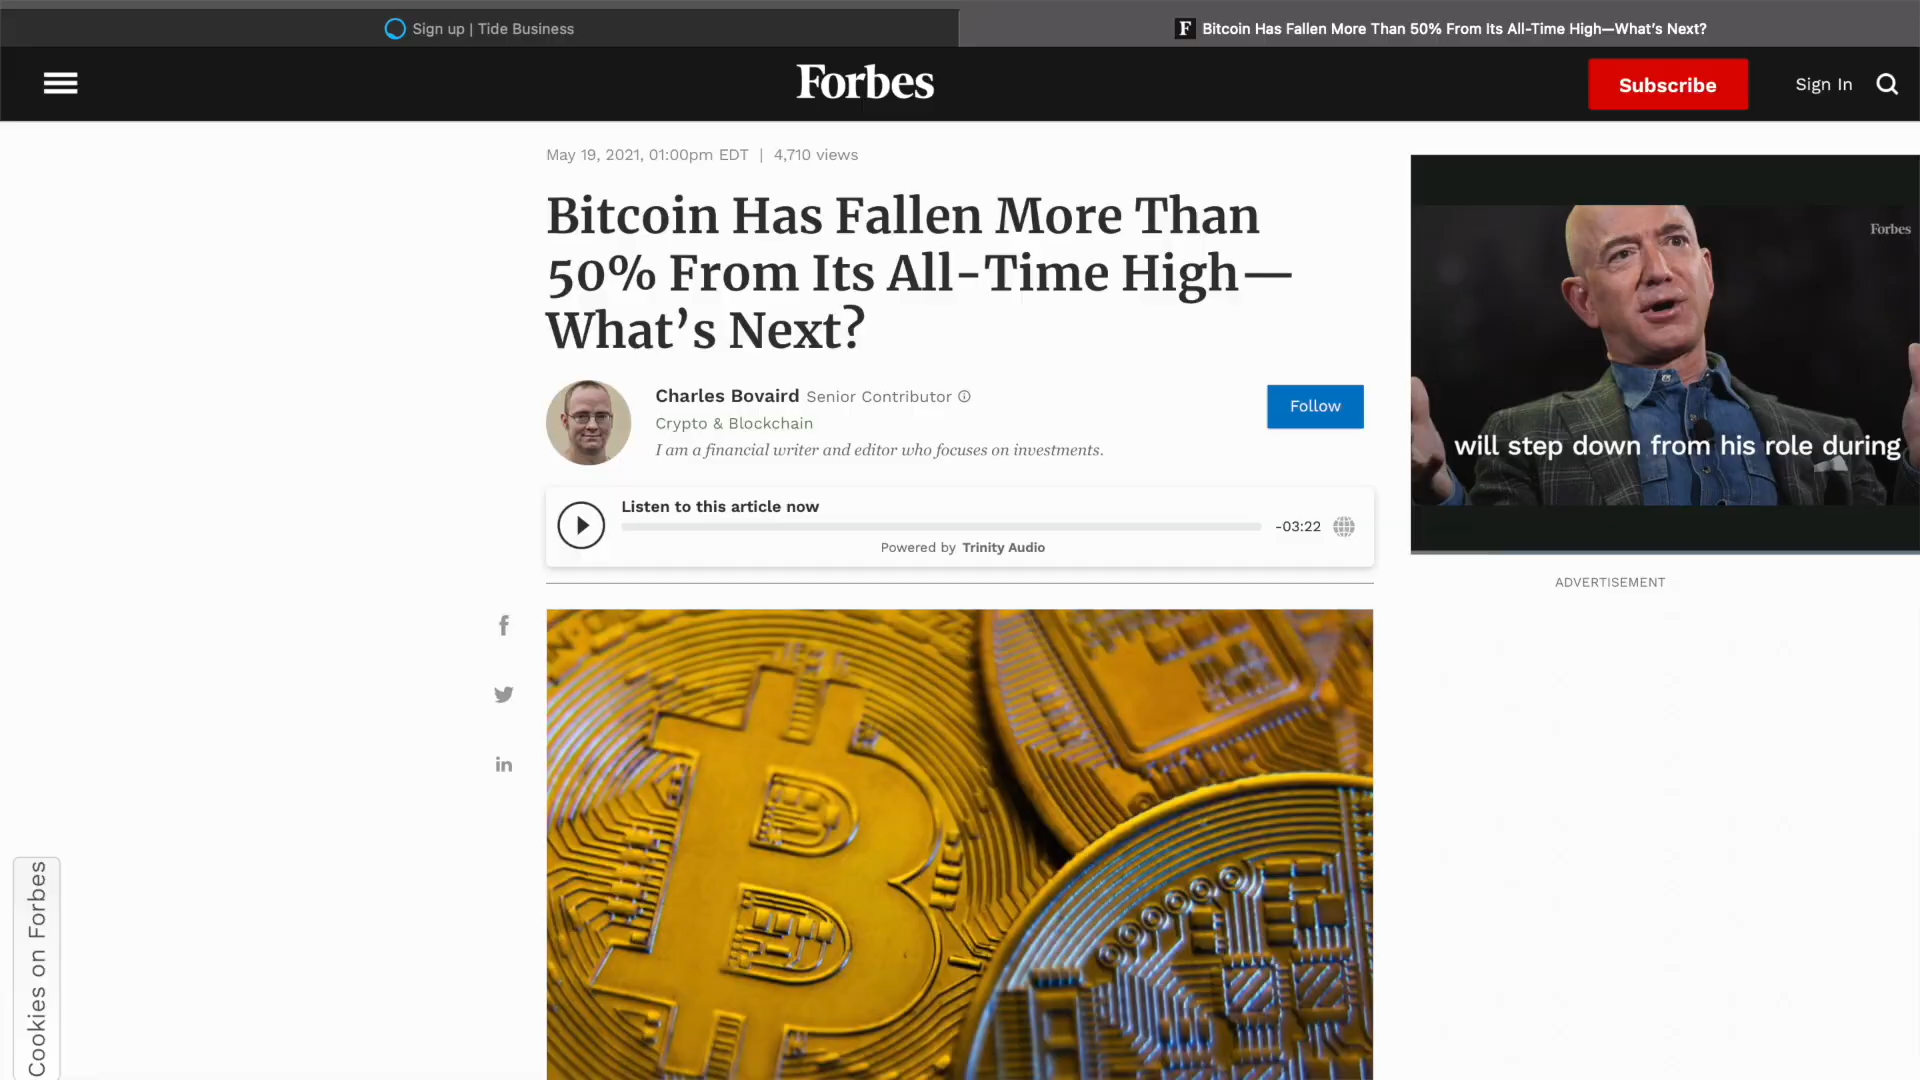 Sign up | Tide Business
Bitcoin Has Fallen More Than 50% From Its All-Time High—What's Next?
Forbes
Subscribe
Sign In
May 19, 2021, 01:00pm EDT | 4,710 views
Bitcoin Has Fallen More Than
50% From Its All-Time High—
What's Next?
Charles Bovaird Senior Contributor
Crypto & Blockchain
I am a financial writer and editor who focuses on investments.
Follow
Listen to this article now
-03:22
Powered by Trinity Audio
Forbes
will step down from his role during
ADVERTISEMENT
Cookies on Forbes